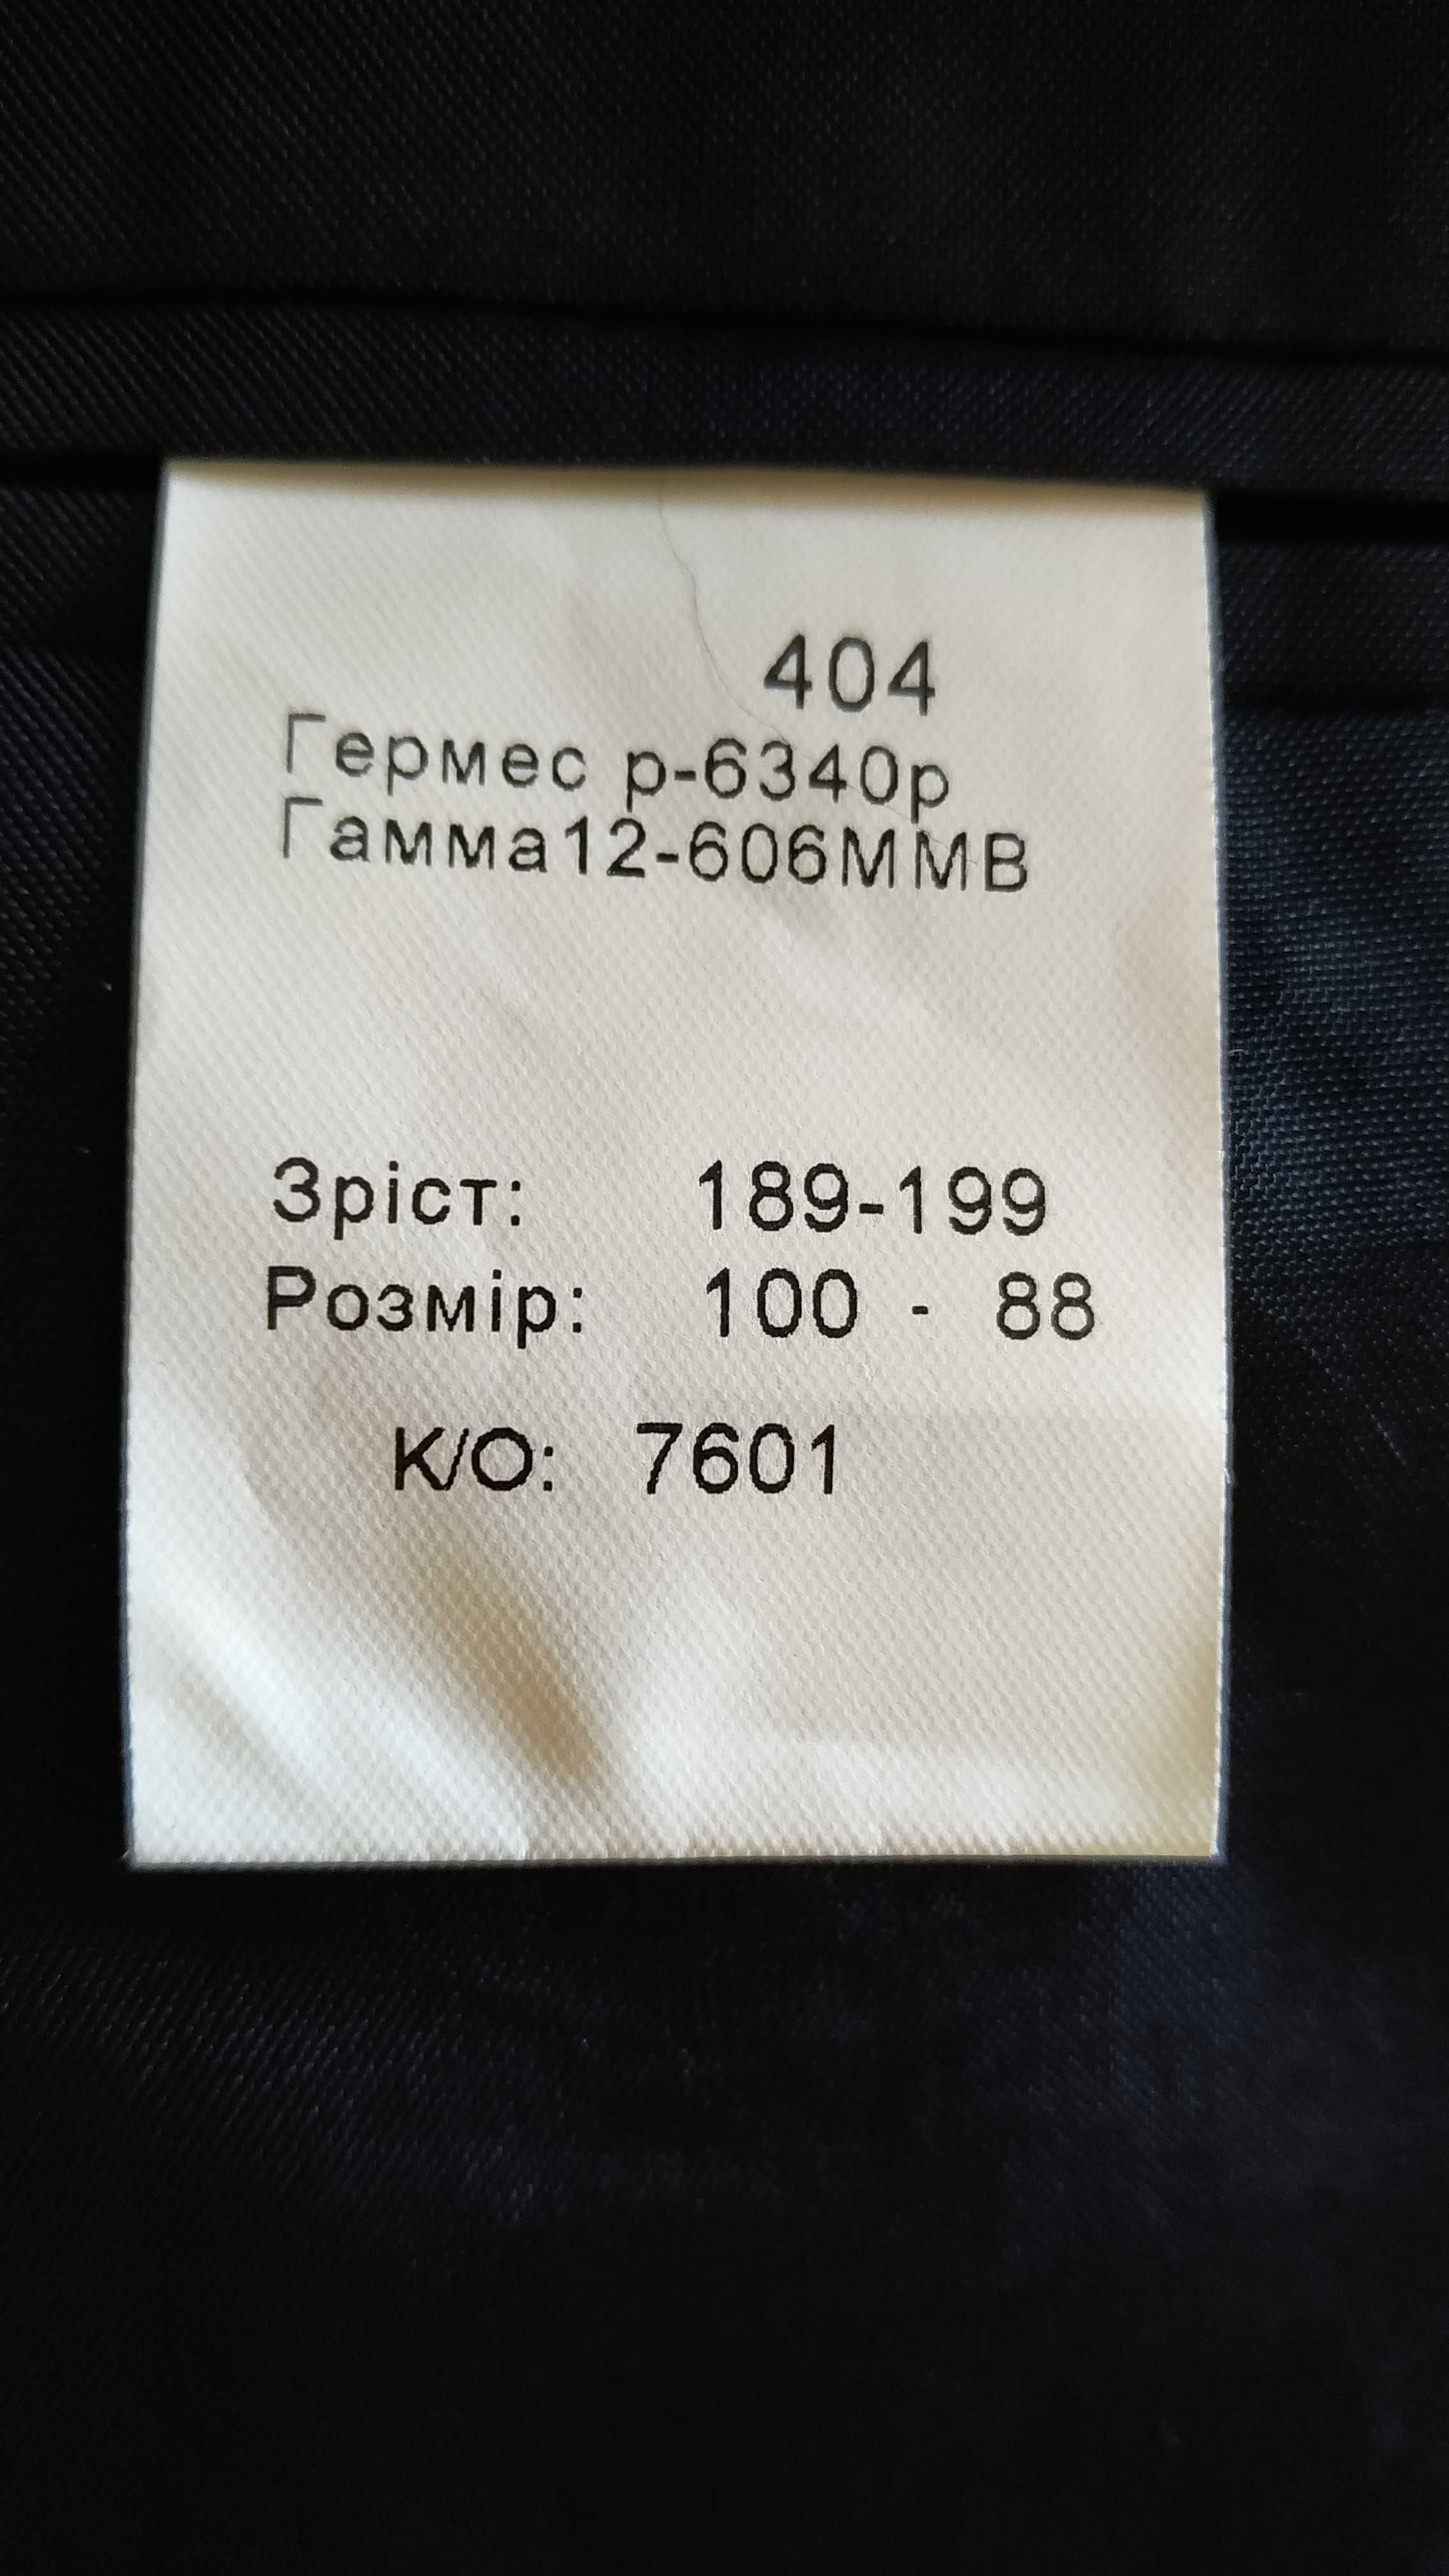 404
Гермес р-6340р
Гамма12-606ММВ
Зріст: 189-199
Розмір: 100 - 88
К/О: 7601